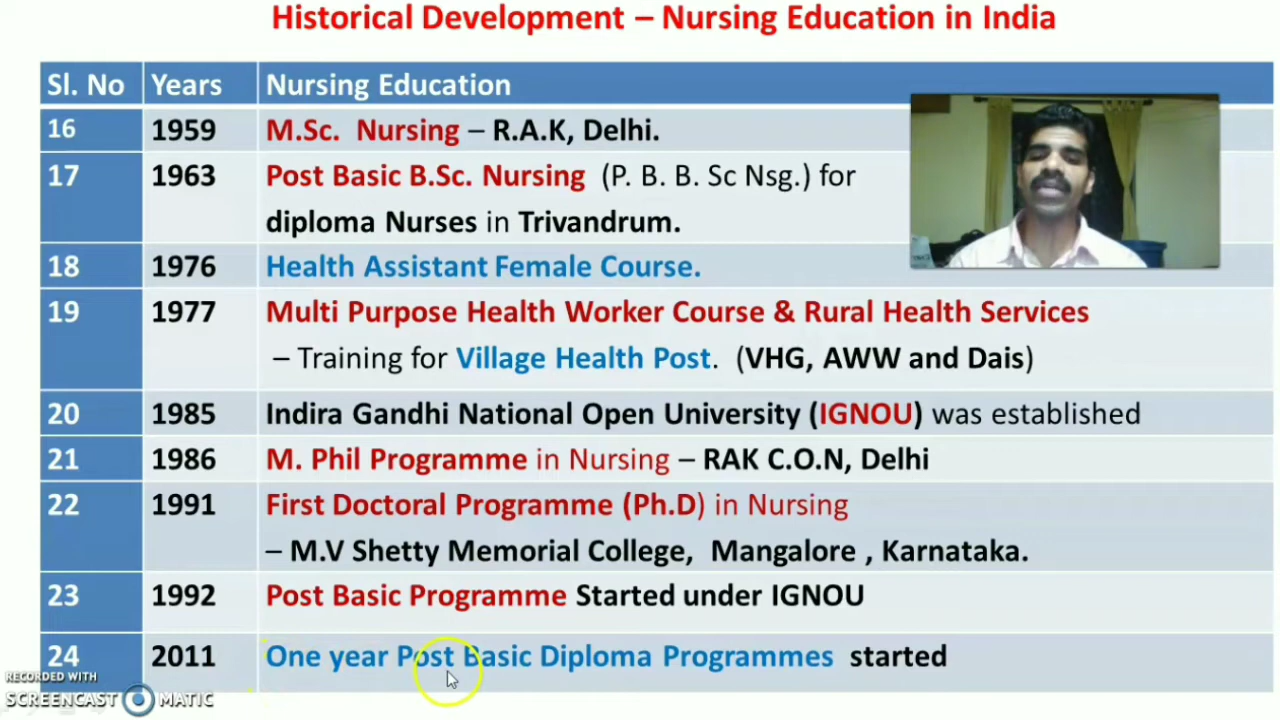 Historical Development – Nursing Education in India
Sl. No Years Nursing Education
16 1959 M.Sc. Nursing – R.A.K, Delhi.
17 1963 Post Basic B.Sc. Nursing (P. B. B. Sc Nsg.) for
diploma Nurses in Trivandrum.
18 1976 Health Assistant Female Course.
19 1977 Multi Purpose Health Worker Course & Rural Health Services
– Training for Village Health Post. (VHG, AWW and Dais)
20 1985 Indira Gandhi National Open University (IGNOU) was established
21 1986 M. Phil Programme in Nursing – RAK C.O.N, Delhi
22 1991 First Doctoral Programme (Ph.D) in Nursing
– M.V Shetty Memorial College, Mangalore , Karnataka.
23 1992 Post Basic Programme Started under IGNOU
24 2011 One year Post Basic Diploma Programmes started
RECORDED WITH
SCREENCAST MATIC